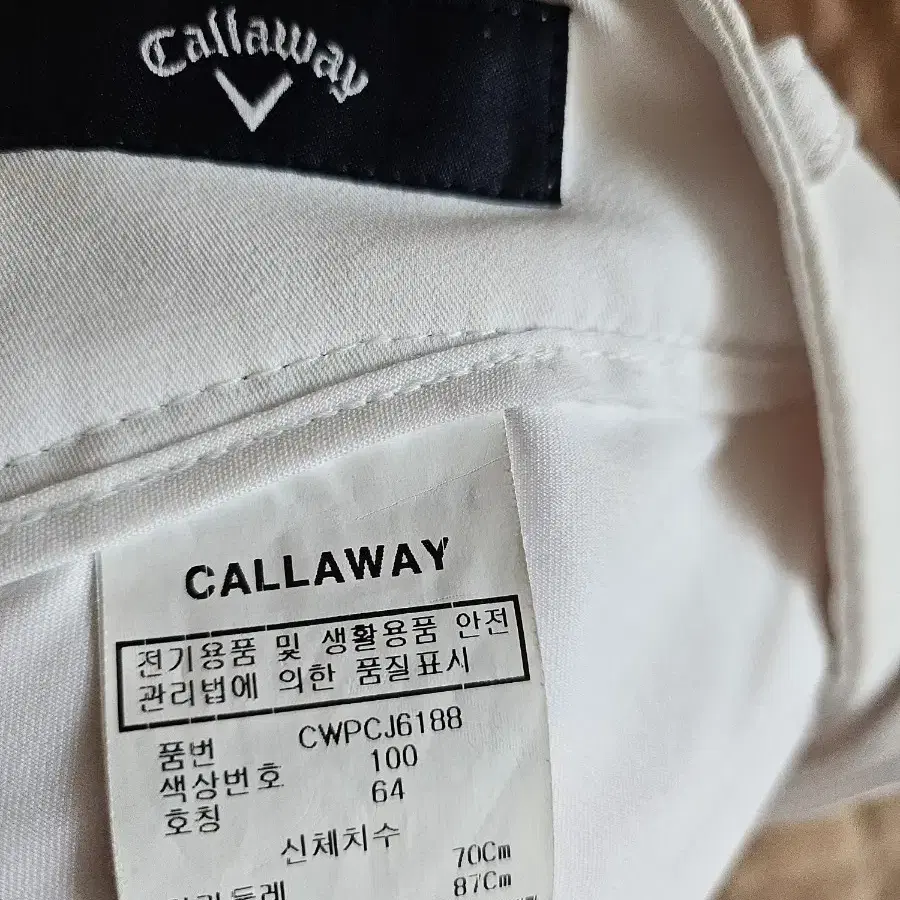 Callaway
CALLAWAY
전기용품 및 생활용품 안전
관리법에 의한 품질표시
품번 CWPCJ6188
색상번호 100
호칭 64
신체치수
70Cm
87Cm